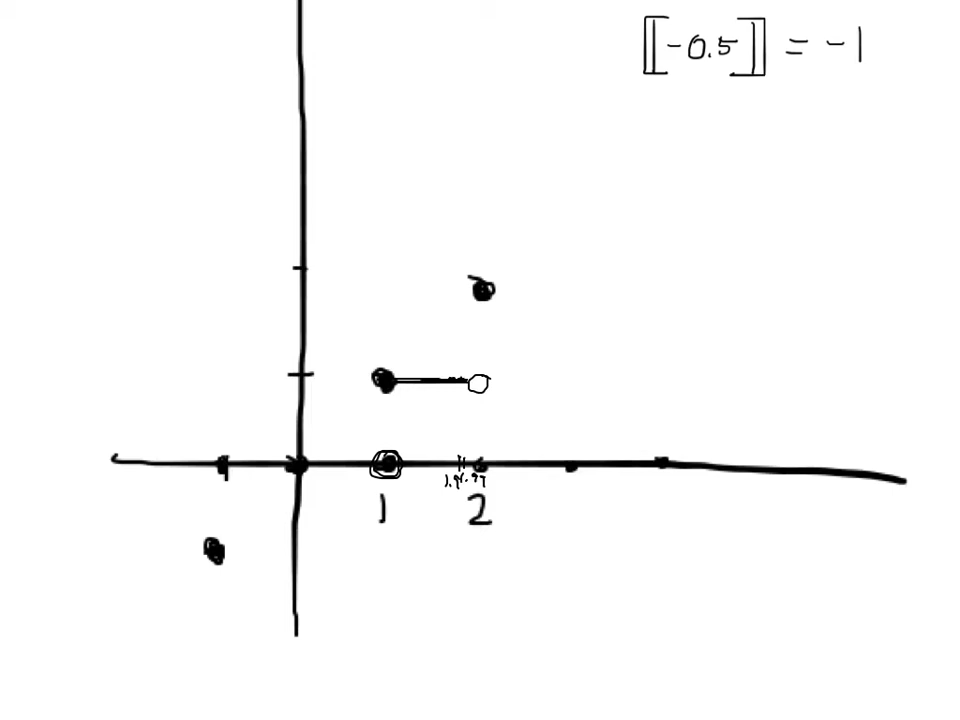 ⟦-0.5⟧ = -1
1 2